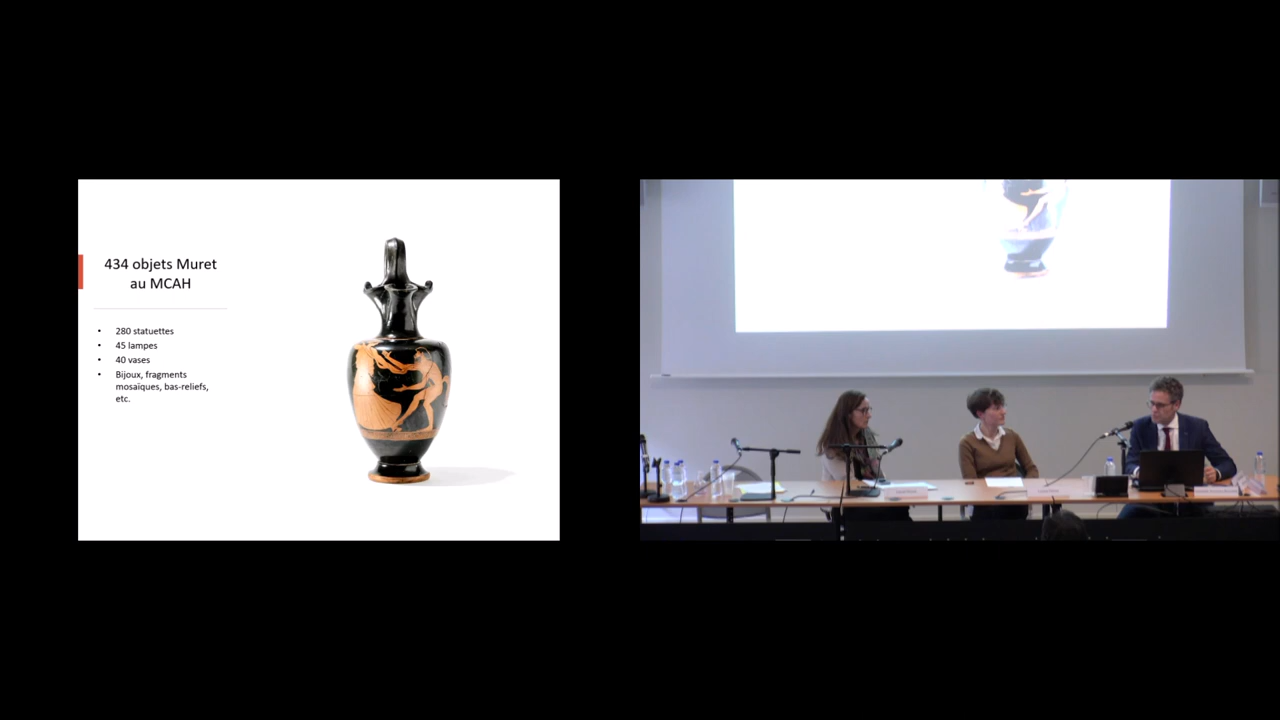 434 objets Muret
au MCAH
• 280 statuettes
• 45 lampes
• 40 vases
• Bijoux, fragments
mosaïques, bas-reliefs,
etc.